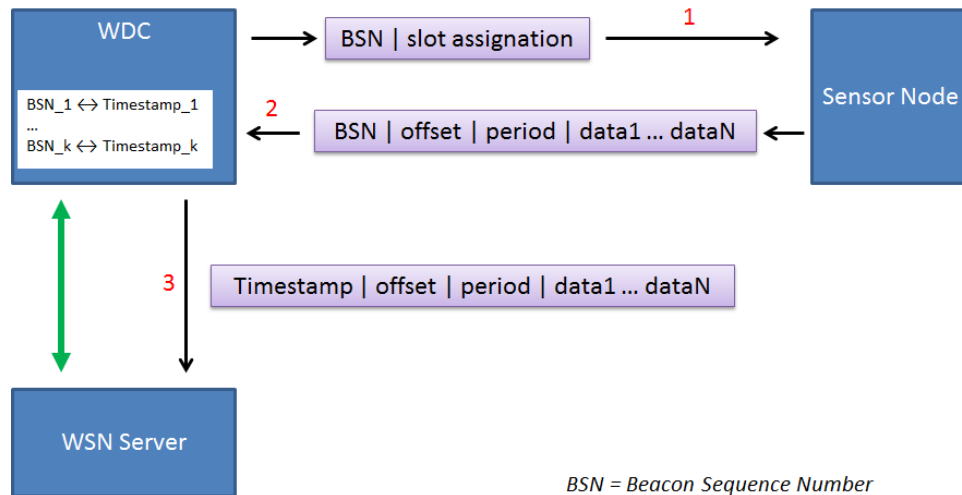 WDC
BSN_1 ↔ Timestamp_1
...
BSN_k ↔ Timestamp_k
BSN | slot assignation
1
Sensor Node
2
BSN | offset | period | data1 ... dataN
3
Timestamp | offset | period | data1 ... dataN
WSN Server
BSN = Beacon Sequence Number